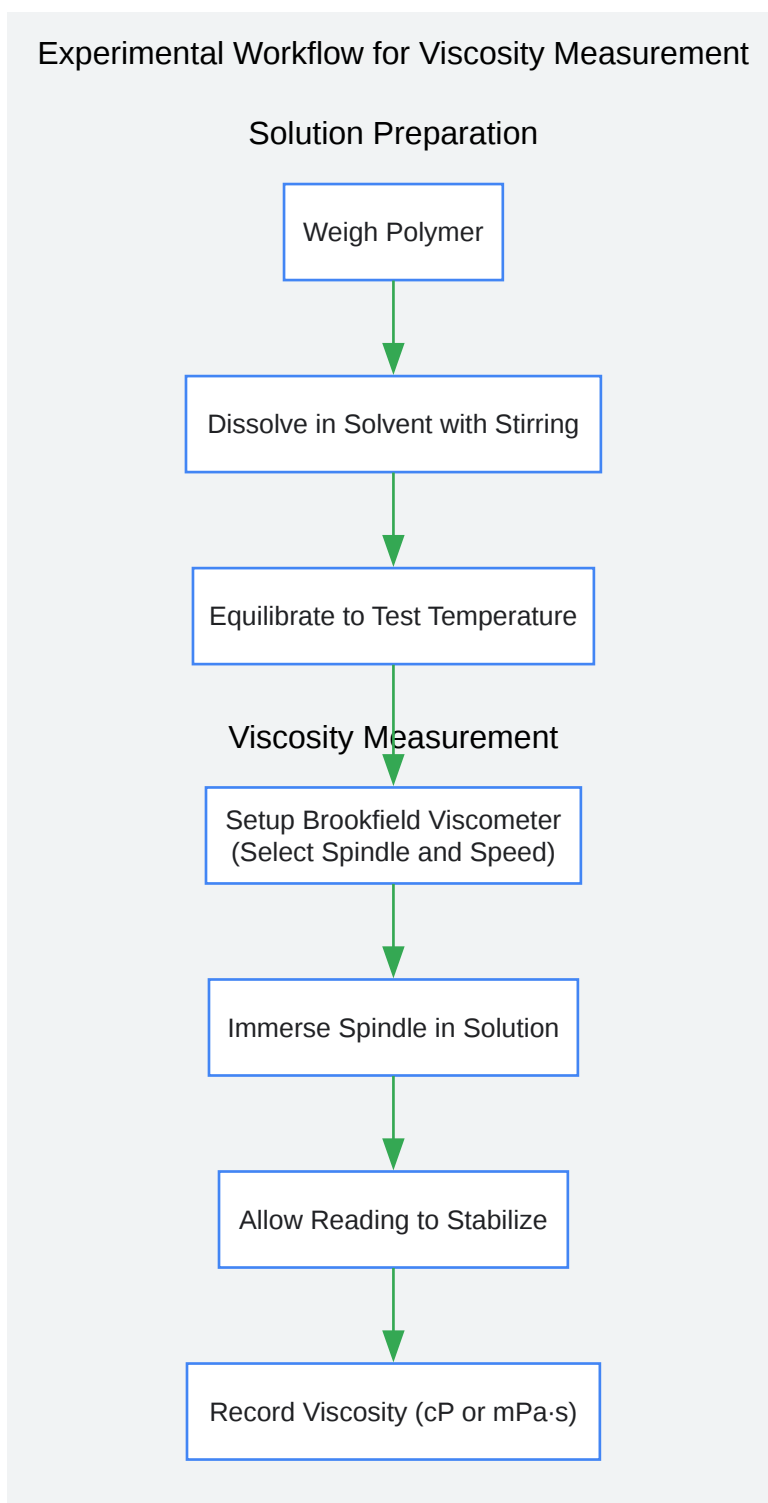 Experimental Workflow for Viscosity Measurement
Solution Preparation
Weigh Polymer
Dissolve in Solvent with Stirring
Equilibrate to Test Temperature
Viscosity Measurement
Setup Brookfield Viscometer
(Select Spindle and Speed)
Immerse Spindle in Solution
Allow Reading to Stabilize
Record Viscosity (cP or mPa·s)